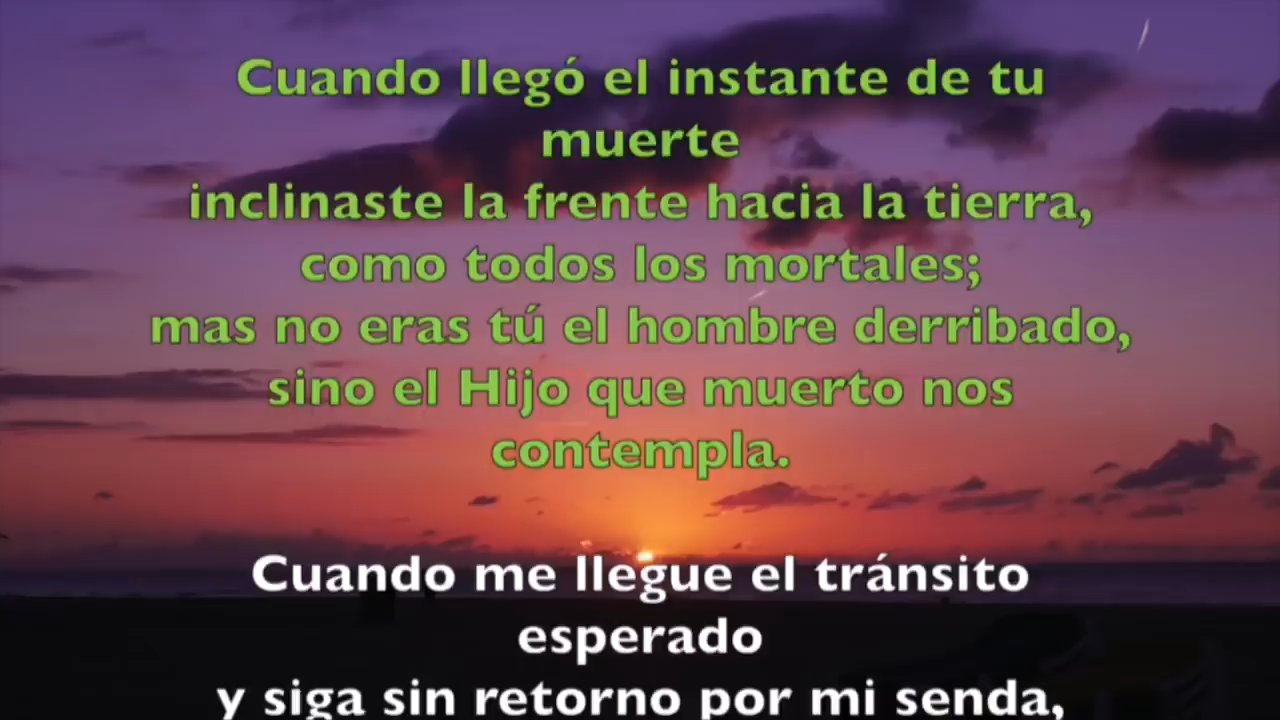 Cuando llegó el instante de tu
muerte
inclinaste la frente hacia la tierra,
como todos los mortales;
mas no eras tú el hombre derribado,
sino el Hijo que muerto nos
contempla.
Cuando me llegue el tránsito
esperado
y siga sin retorno por mi senda,